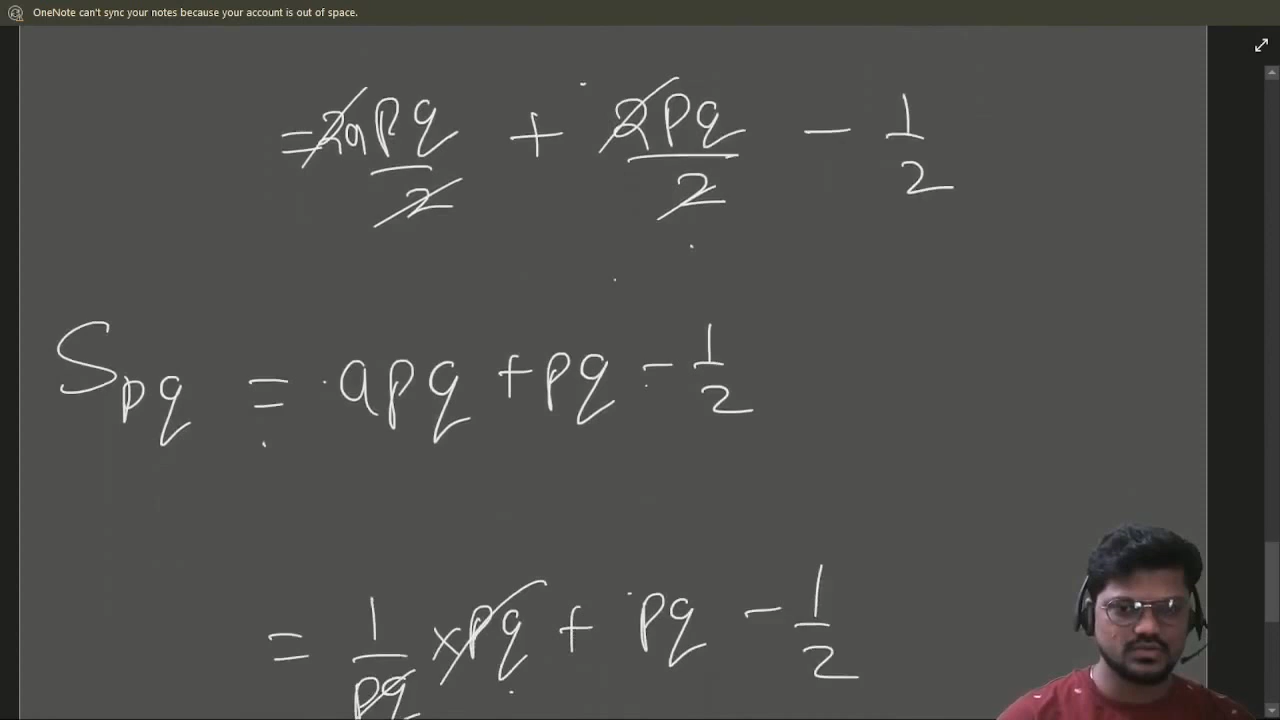 OneNote can't sync your notes because your account is out of space.
= 2apq/2 + 2pq/2 - 1/2
Spq = apq + pq - 1/2
= 1/pq × pq + pq - 1/2